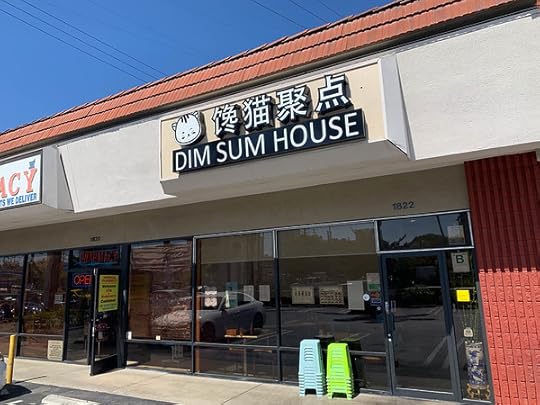 馋猫聚点
DIM SUM HOUSE
ACY
TS WE DELIVER
1822
OPEN
B